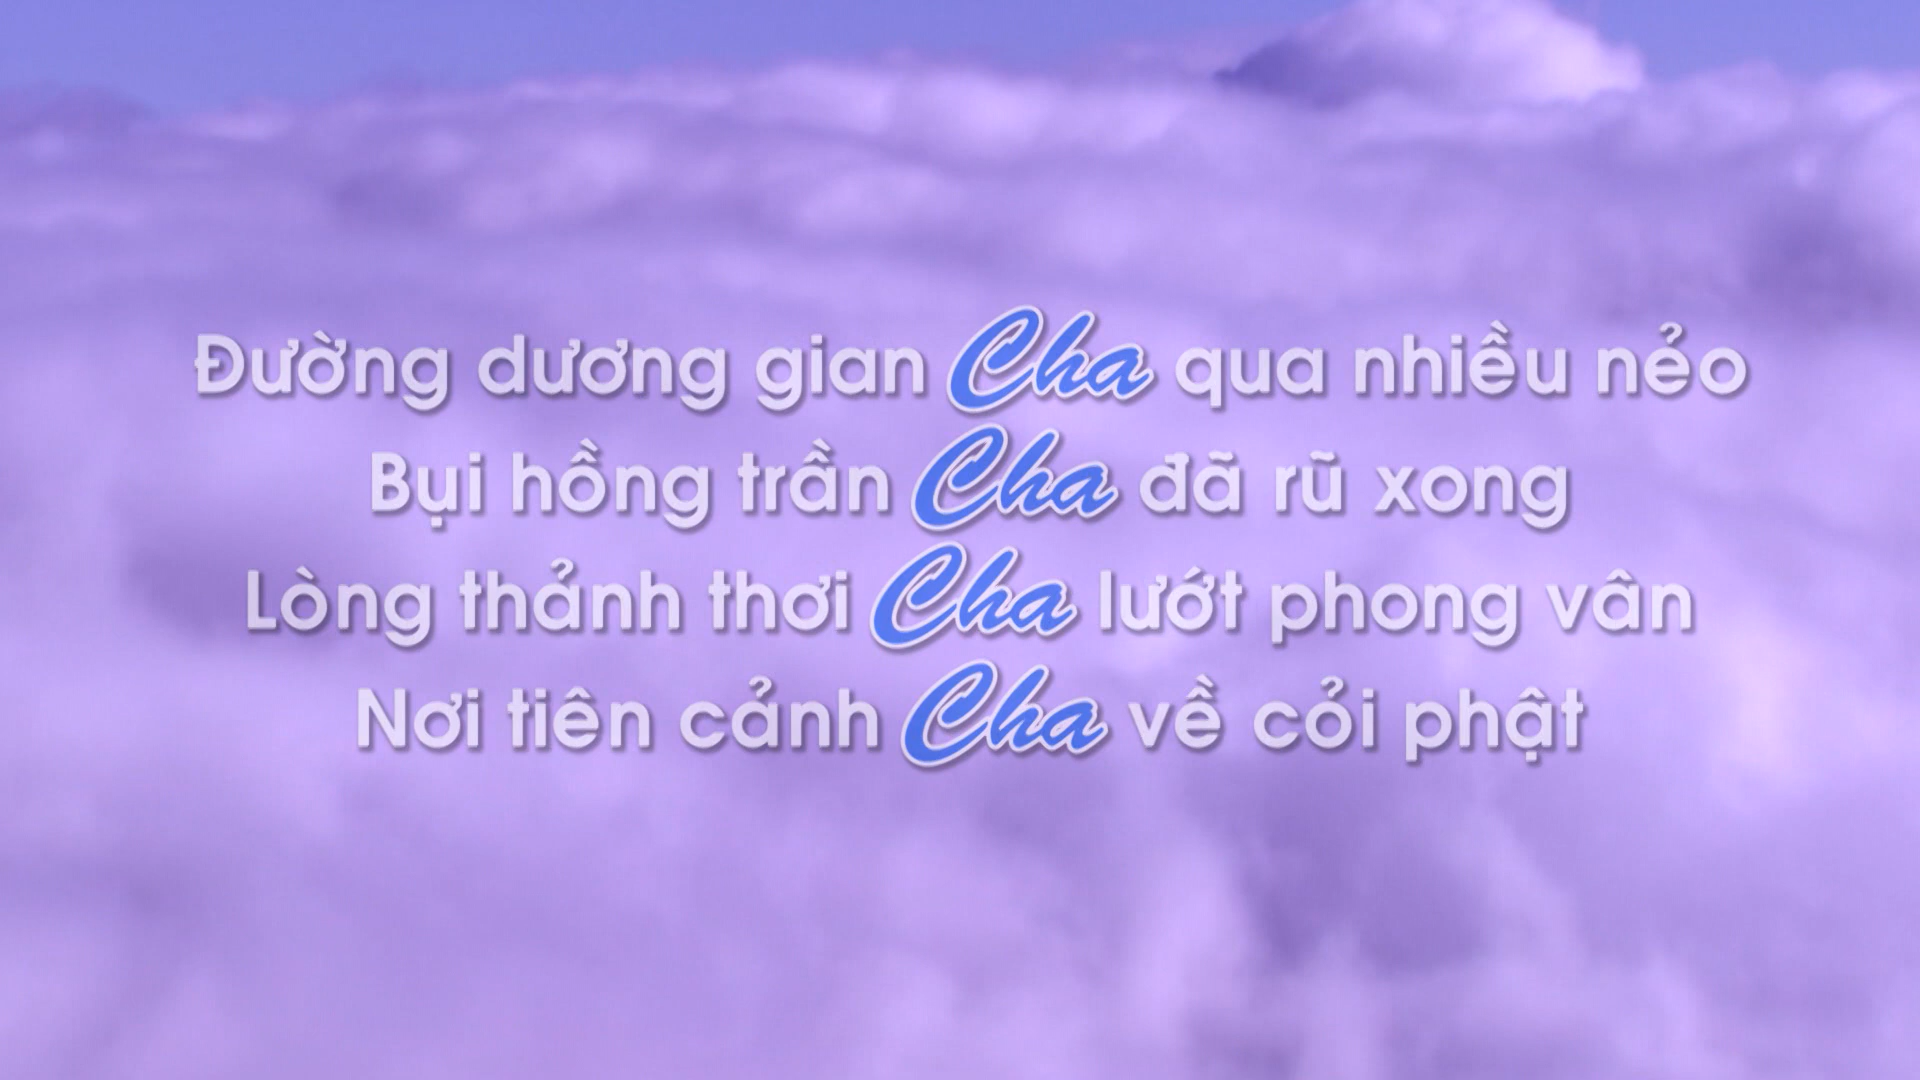 Đường dương gian Cha qua nhiều nẻo
Bụi hồng trần Cha đã rũ xong
Lòng thảnh thơi Cha lướt phong vân
Nơi tiên cảnh Cha về cỏi phật